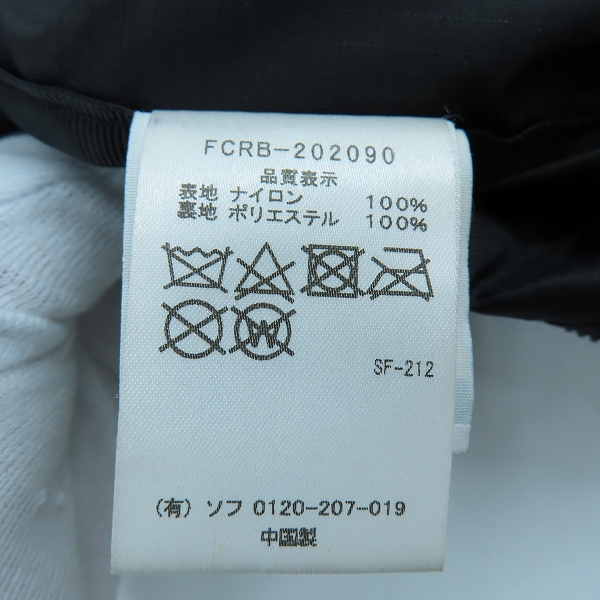 FCRB-202090
品質表示
表地 ナイロン 100%
裏地 ポリエステル 100%
SF-212
(有) ソフ 0120-207-019
中国製